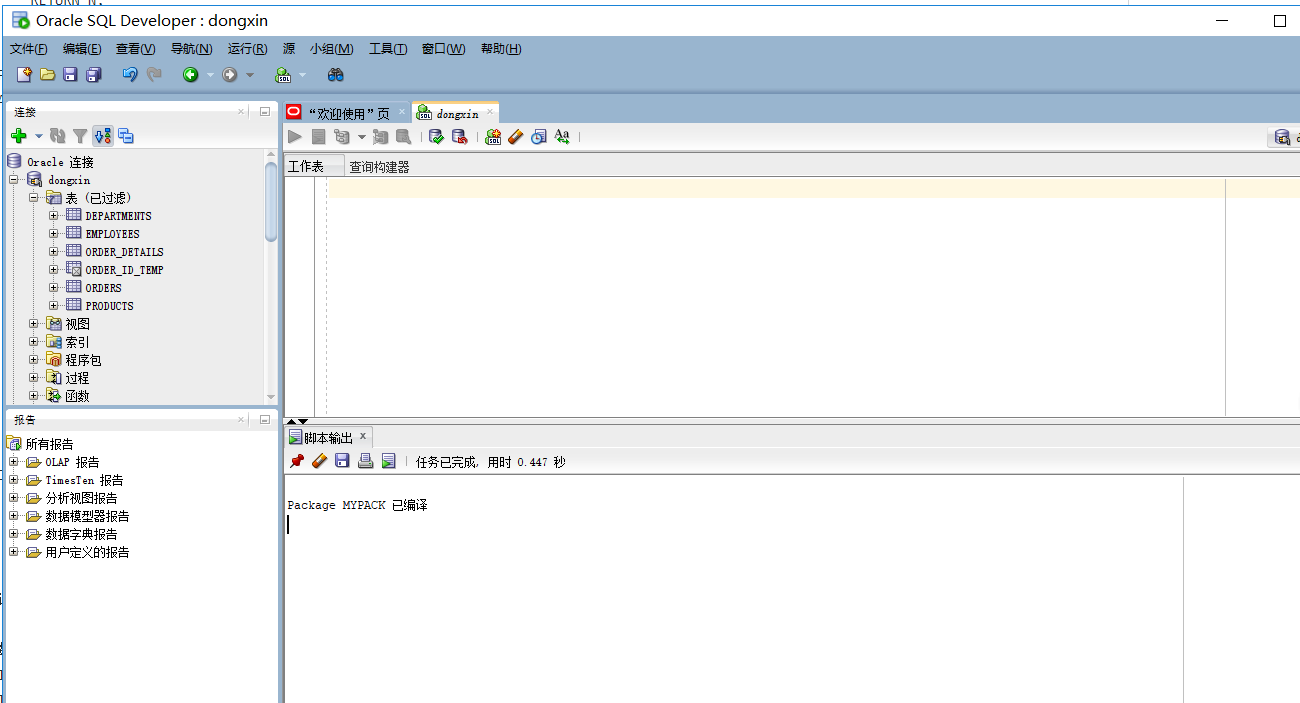 RETURN N;
Oracle SQL Developer : dongxin
文件(F) 编辑(E) 查看(V) 导航(N) 运行(R) 源 小组(M) 工具(T) 窗口(W) 帮助(H)
连接
Oracle 连接
dongxin
表 (已过滤)
DEPARTMENTS
EMPLOYEES
ORDER_DETAILS
ORDER_ID_TEMP
ORDERS
PRODUCTS
视图
索引
程序包
过程
函数
报告
所有报告
OLAP 报告
TimesTen 报告
分析视图报告
数据模型器报告
数据字典报告
用户定义的报告
“欢迎使用”页
dongxin
工作表 查询构建器
脚本输出
任务已完成, 用时 0.447 秒
Package MYPACK 已编译